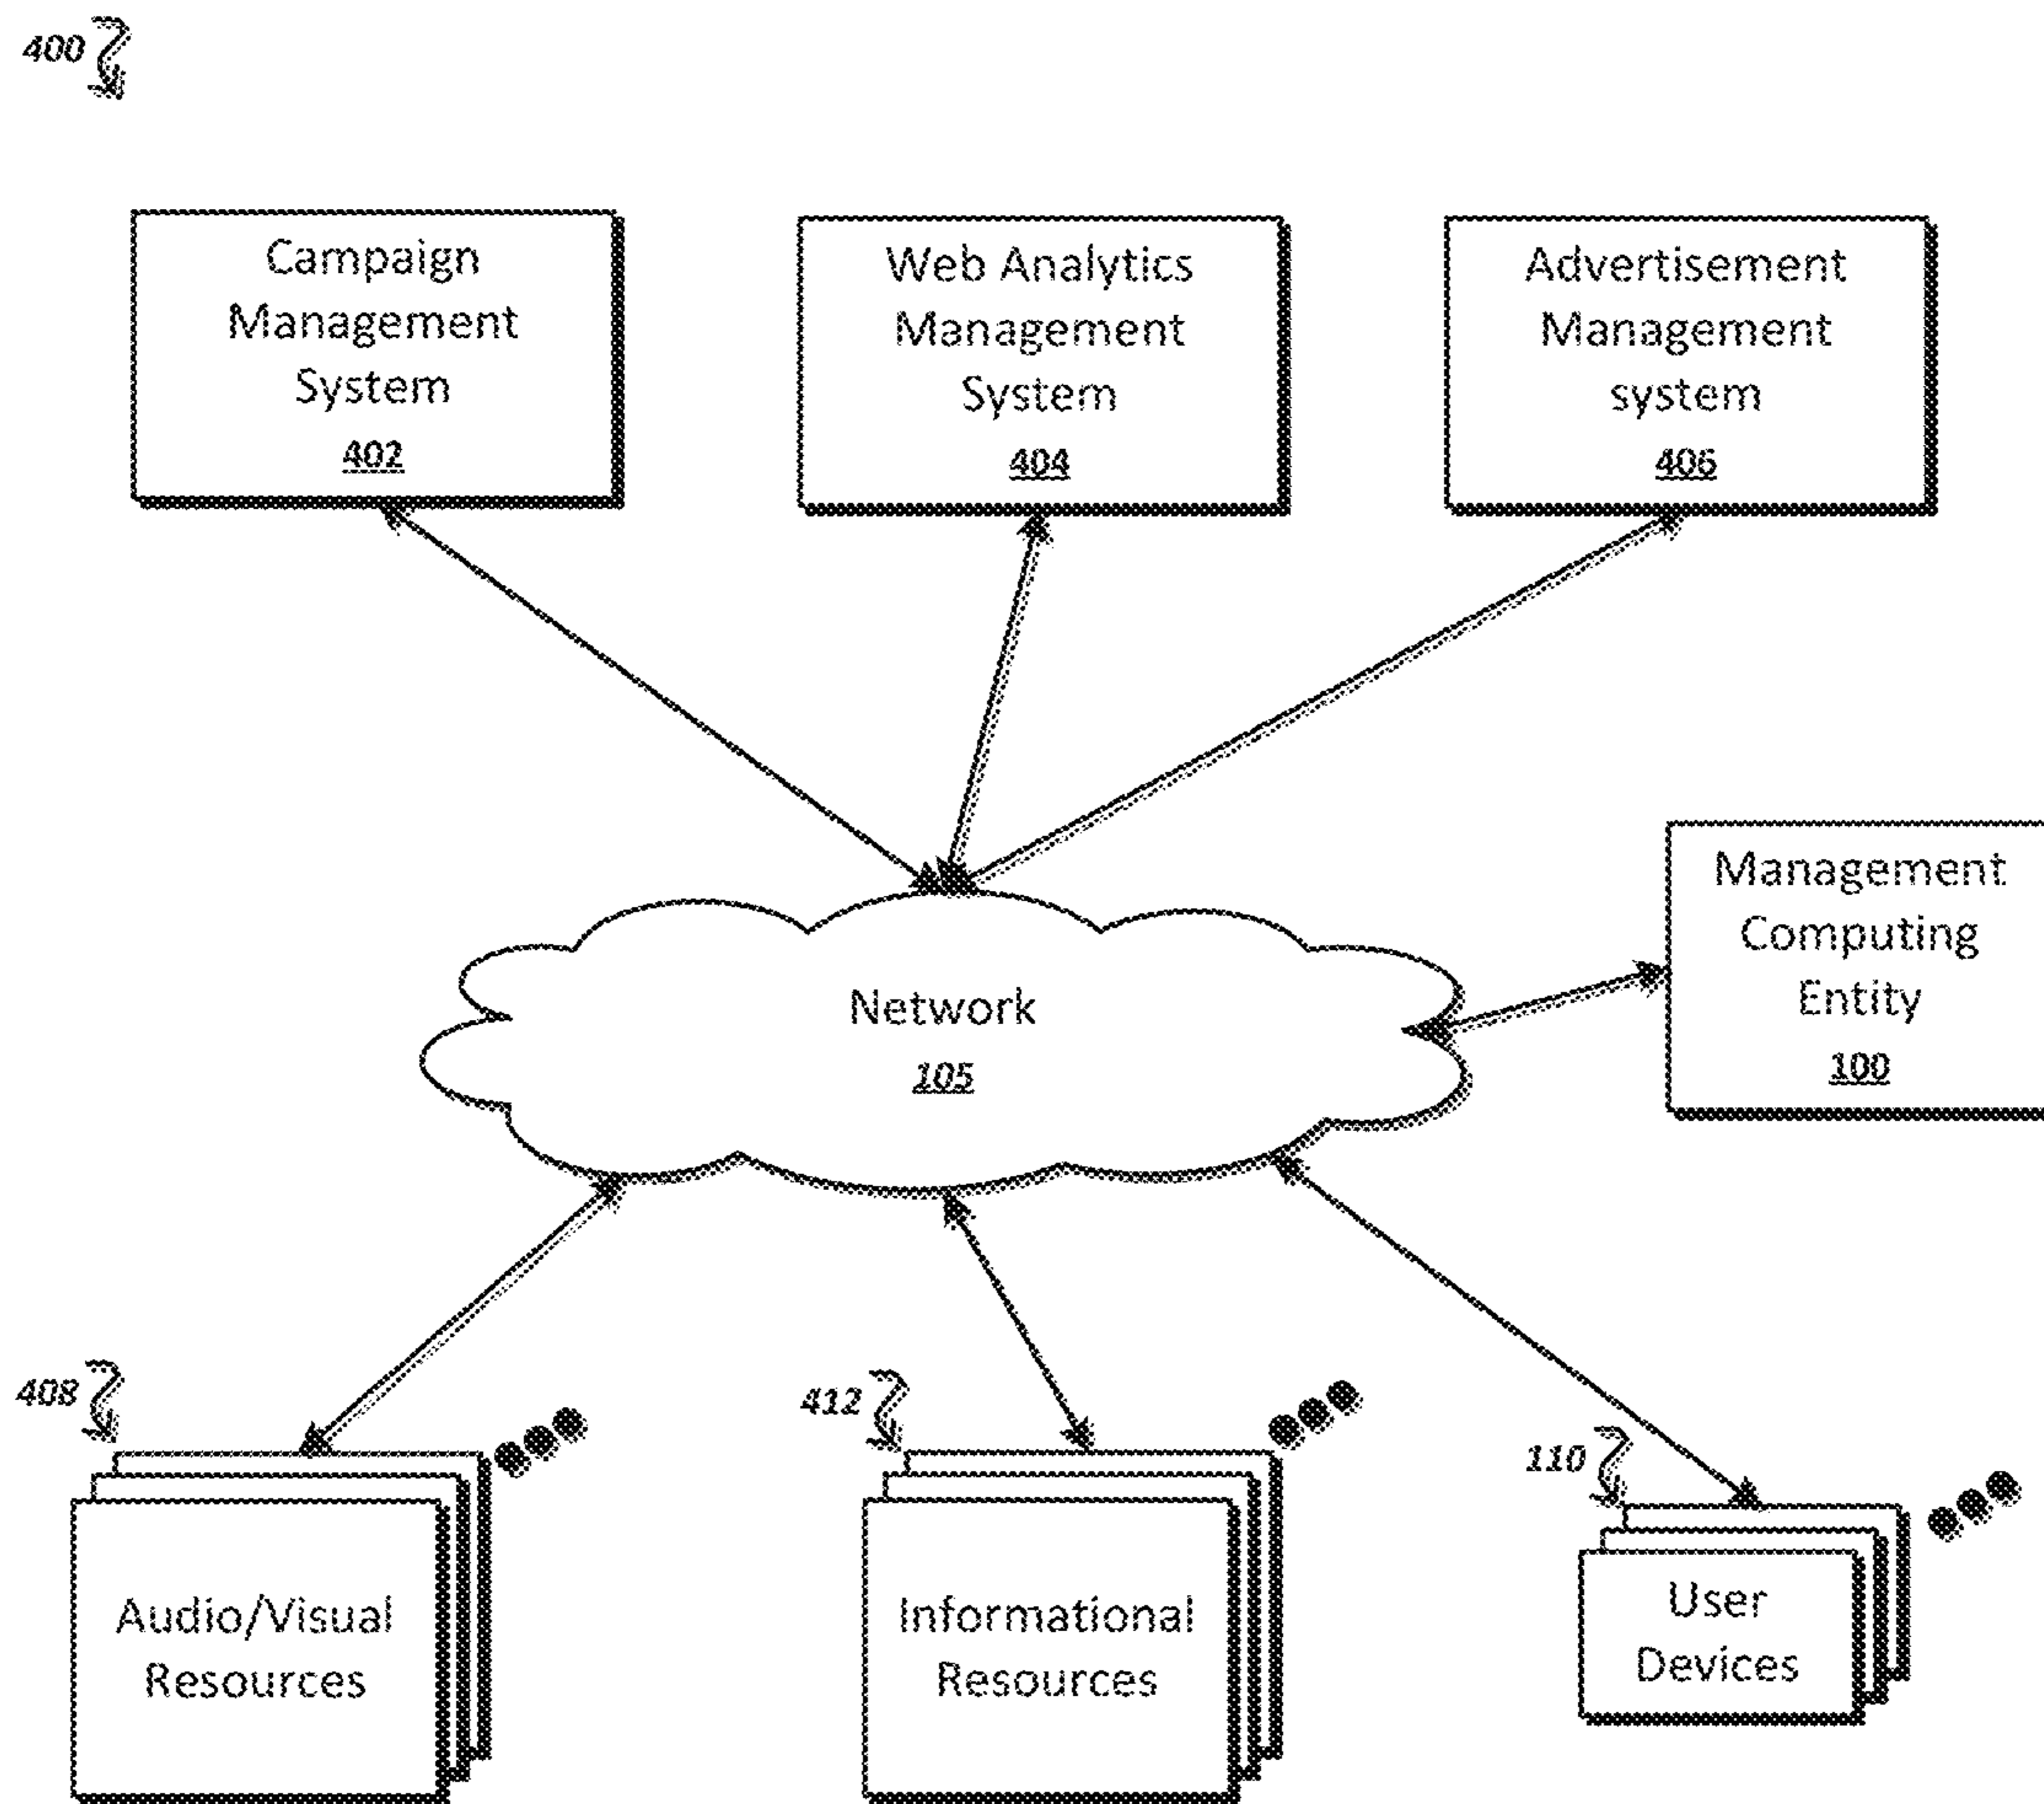 400
Campaign
Management
System
402
Web Analytics
Management
System
404
Advertisement
Management
system
406
Management
Computing
Entity
100
Network
105
408
Audio/Visual
Resources
412
Informational
Resources
110
User
Devices